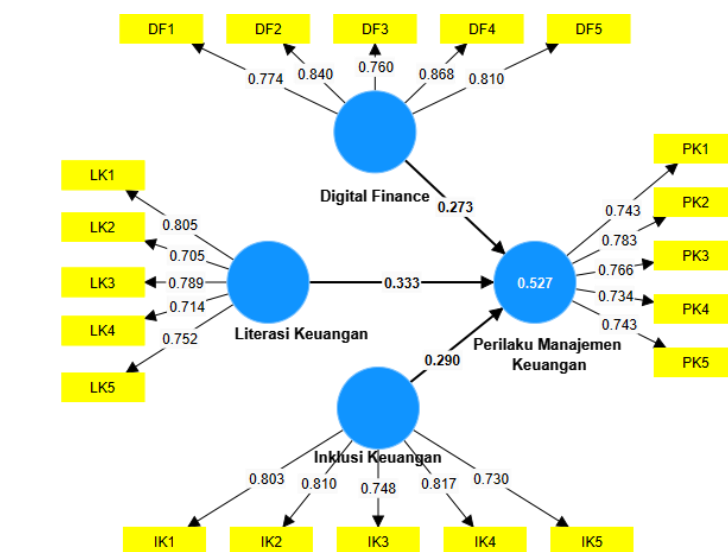 DF1 DF2 DF3 DF4 DF5
0.774 0.840 0.760 0.868 0.810
Digital Finance
0.273
LK1
LK2
LK3
LK4
LK5
0.805
0.705
0.789
0.714
0.752
Literasi Keuangan
0.333
0.527
Perilaku Manajemen
Keuangan
PK1
PK2
PK3
PK4
PK5
0.743
0.783
0.766
0.734
0.743
0.290
Inklusi Keuangan
0.803 0.810 0.748 0.817 0.730
IK1 IK2 IK3 IK4 IK5